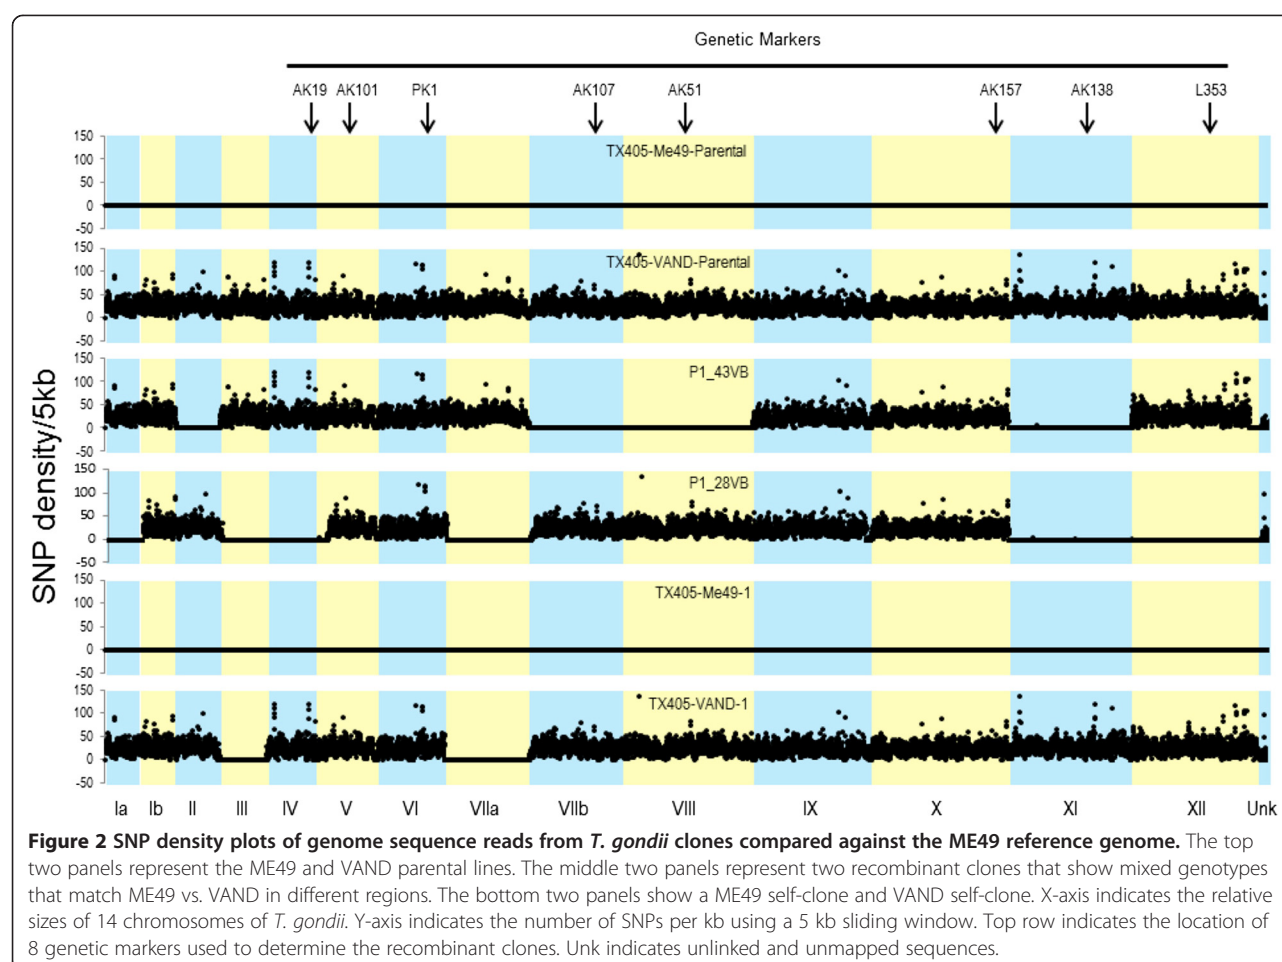 Genetic Markers
AK19 AK101 PK1 AK107 AK51 AK157 AK138 L353
SNP density/5kb
150
100
50
0
-50
TX405-Me49-Parental
150
100
50
0
-50
TX405-VAND-Parental
150
100
50
0
-50
P1_43VB
150
100
50
0
-50
P1_28VB
150
100
50
0
-50
TX405-Me49-1
150
100
50
0
-50
TX405-VAND-1
Ia Ib II III IV V VI VIIa VIIb VIII IX X XI XII Unk
Figure 2 SNP density plots of genome sequence reads from T. gondii clones compared against the ME49 reference genome. The top
two panels represent the ME49 and VAND parental lines. The middle two panels represent two recombinant clones that show mixed genotypes
that match ME49 vs. VAND in different regions. The bottom two panels show a ME49 self-clone and VAND self-clone. X-axis indicates the relative
sizes of 14 chromosomes of T. gondii. Y-axis indicates the number of SNPs per kb using a 5 kb sliding window. Top row indicates the location of
8 genetic markers used to determine the recombinant clones. Unk indicates unlinked and unmapped sequences.